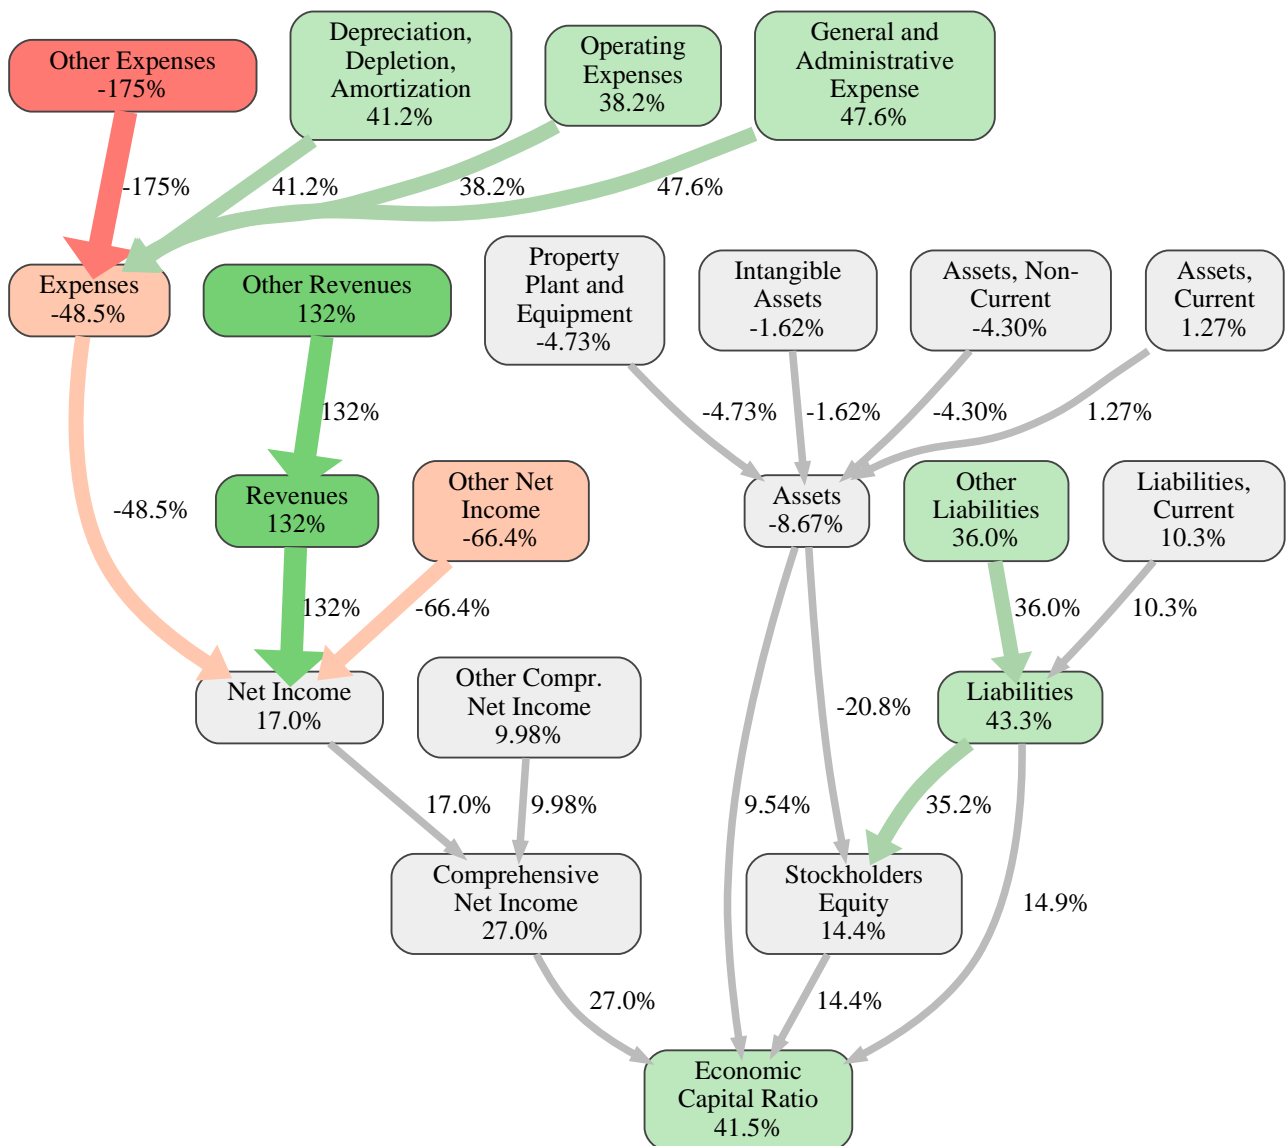 Other Expenses
-175%
Depreciation,
Depletion,
Amortization
41.2%
Operating
Expenses
38.2%
General and
Administrative
Expense
47.6%
-175%
41.2%
38.2%
47.6%
Expenses
-48.5%
Other Revenues
132%
Property
Plant and
Equipment
-4.73%
Intangible
Assets
-1.62%
Assets, Non-
Current
-4.30%
Assets,
Current
1.27%
132%
-4.73%
-1.62%
-4.30%
1.27%
-48.5%
Revenues
132%
Other Net
Income
-66.4%
Assets
-8.67%
Other
Liabilities
36.0%
Liabilities,
Current
10.3%
132%
-66.4%
36.0%
10.3%
Net Income
17.0%
Other Compr.
Net Income
9.98%
-20.8%
Liabilities
43.3%
17.0%
9.98%
9.54%
35.2%
Comprehensive
Net Income
27.0%
Stockholders
Equity
14.4%
14.9%
27.0%
14.4%
Economic
Capital Ratio
41.5%